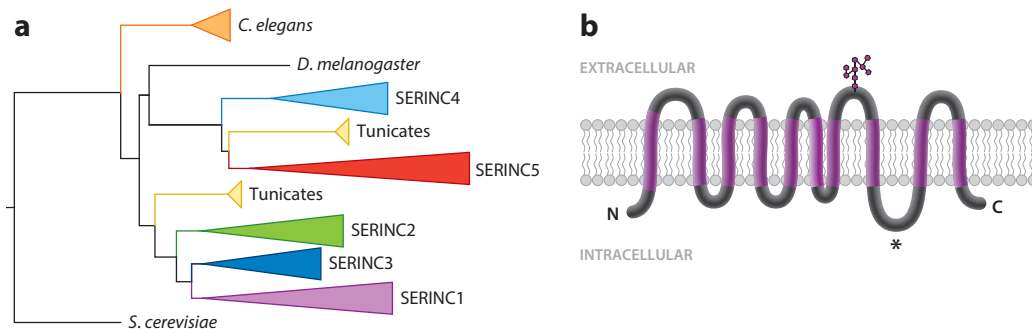 a
C. elegans
D. melanogaster
SERINC4
Tunicates
SERINC5
Tunicates
SERINC2
SERINC3
SERINC1
S. cerevisiae
b
EXTRACELLULAR
N
C
*
INTRACELLULAR